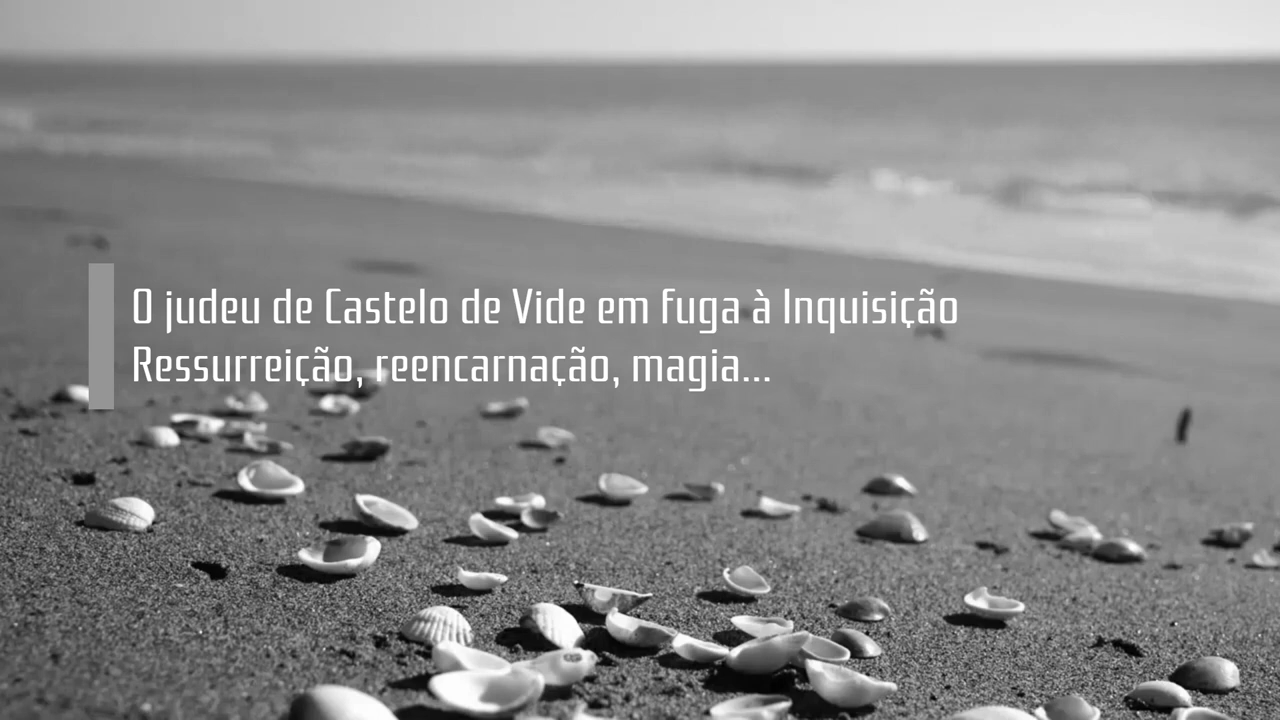 O judeu de Castelo de Vide em fuga à Inquisição
Ressurreição, reencarnação, magia...